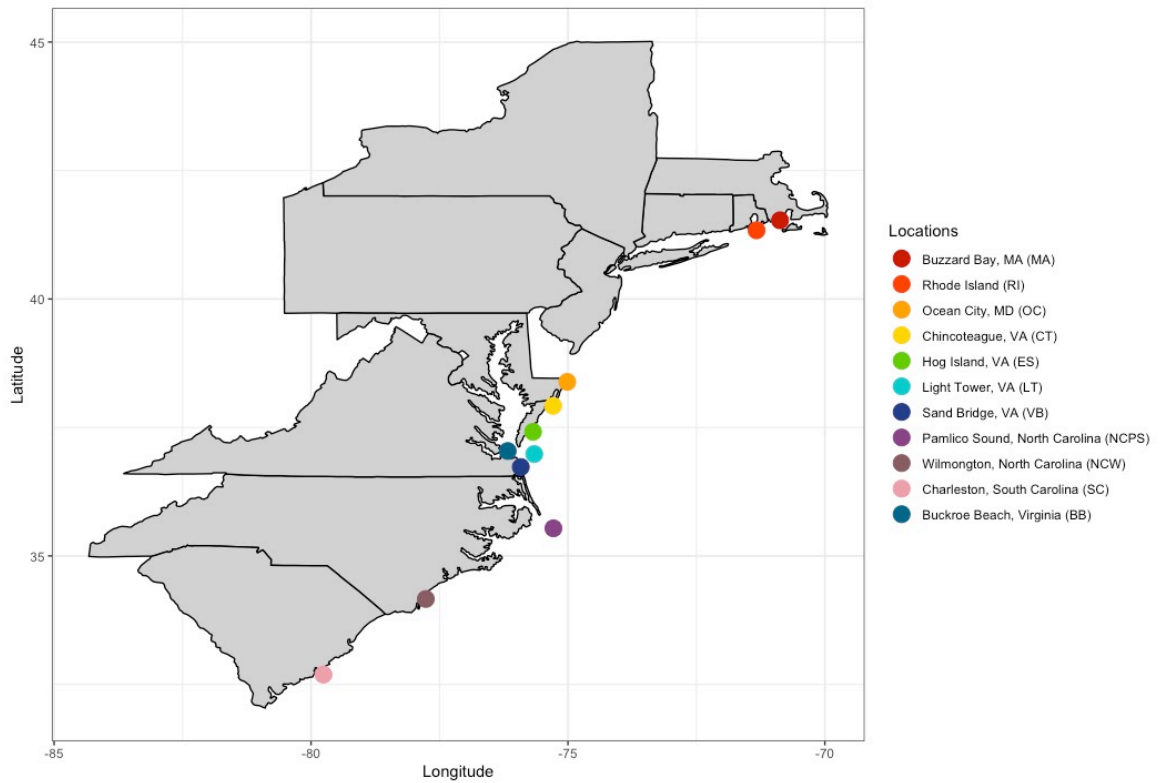 45
40
35
Latitude
-85
-80
-75
-70
Longitude
Locations
Buzzard Bay, MA (MA)
Rhode Island (RI)
Ocean City, MD (OC)
Chincoteague, VA (CT)
Hog Island, VA (ES)
Light Tower, VA (LT)
Sand Bridge, VA (VB)
Pamlico Sound, North Carolina (NCPS)
Wilmington, North Carolina (NCW)
Charleston, South Carolina (SC)
Buckroe Beach, Virginia (BB)